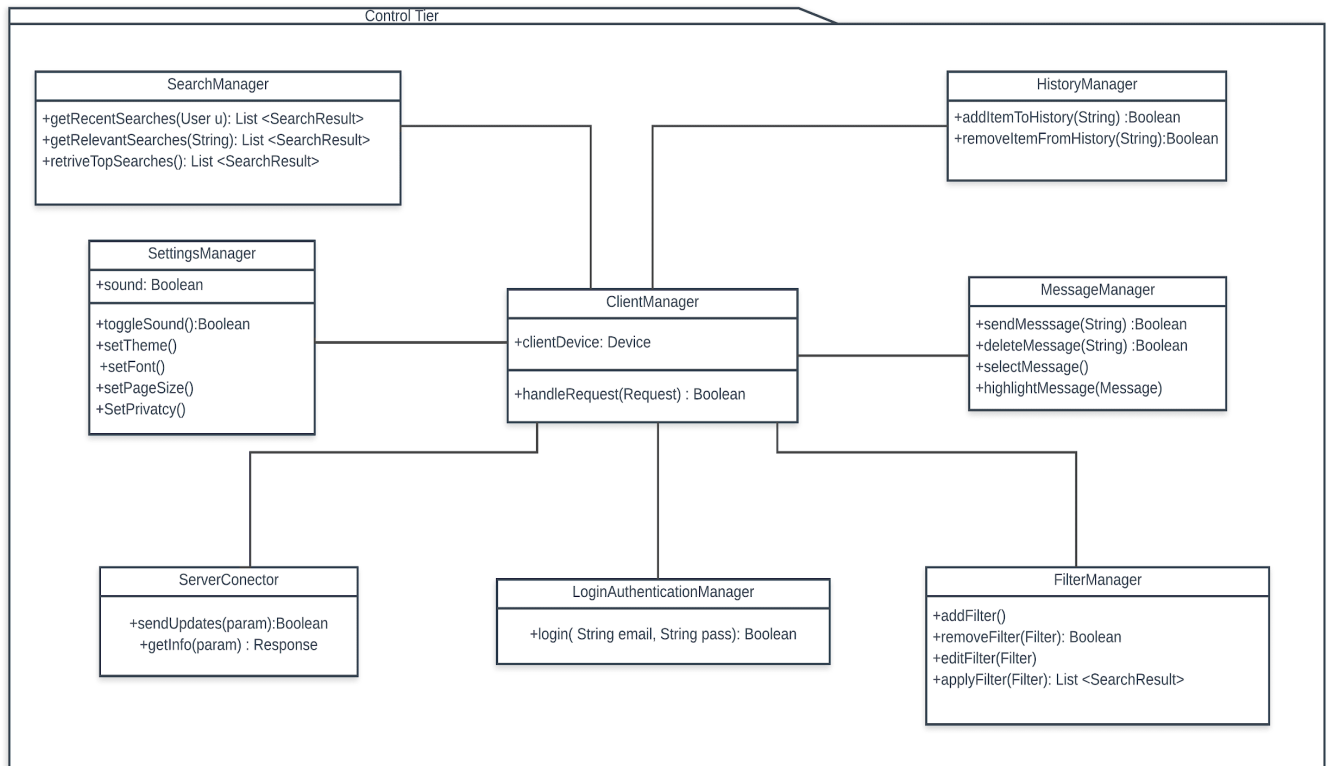 Control Tier
SearchManager
+getRecentSearches(User u): List <SearchResult>
+getRelevantSearches(String): List <SearchResult>
+retriveTopSearches(): List <SearchResult>
HistoryManager
+addItemToHistory(String) :Boolean
+removeItemFromHistory(String):Boolean
SettingsManager
+sound: Boolean
+toggleSound():Boolean
+setTheme()
+setFont()
+setPageSize()
+SetPrivatcy()
ClientManager
+clientDevice: Device
+handleRequest(Request) : Boolean
MessageManager
+sendMesssage(String) :Boolean
+deleteMessage(String) :Boolean
+selectMessage()
+highlightMessage(Message)
ServerConector
+sendUpdates(param):Boolean
+getInfo(param) : Response
LoginAuthenticationManager
+login( String email, String pass): Boolean
FilterManager
+addFilter()
+removeFilter(Filter): Boolean
+editFilter(Filter)
+applyFilter(Filter): List <SearchResult>